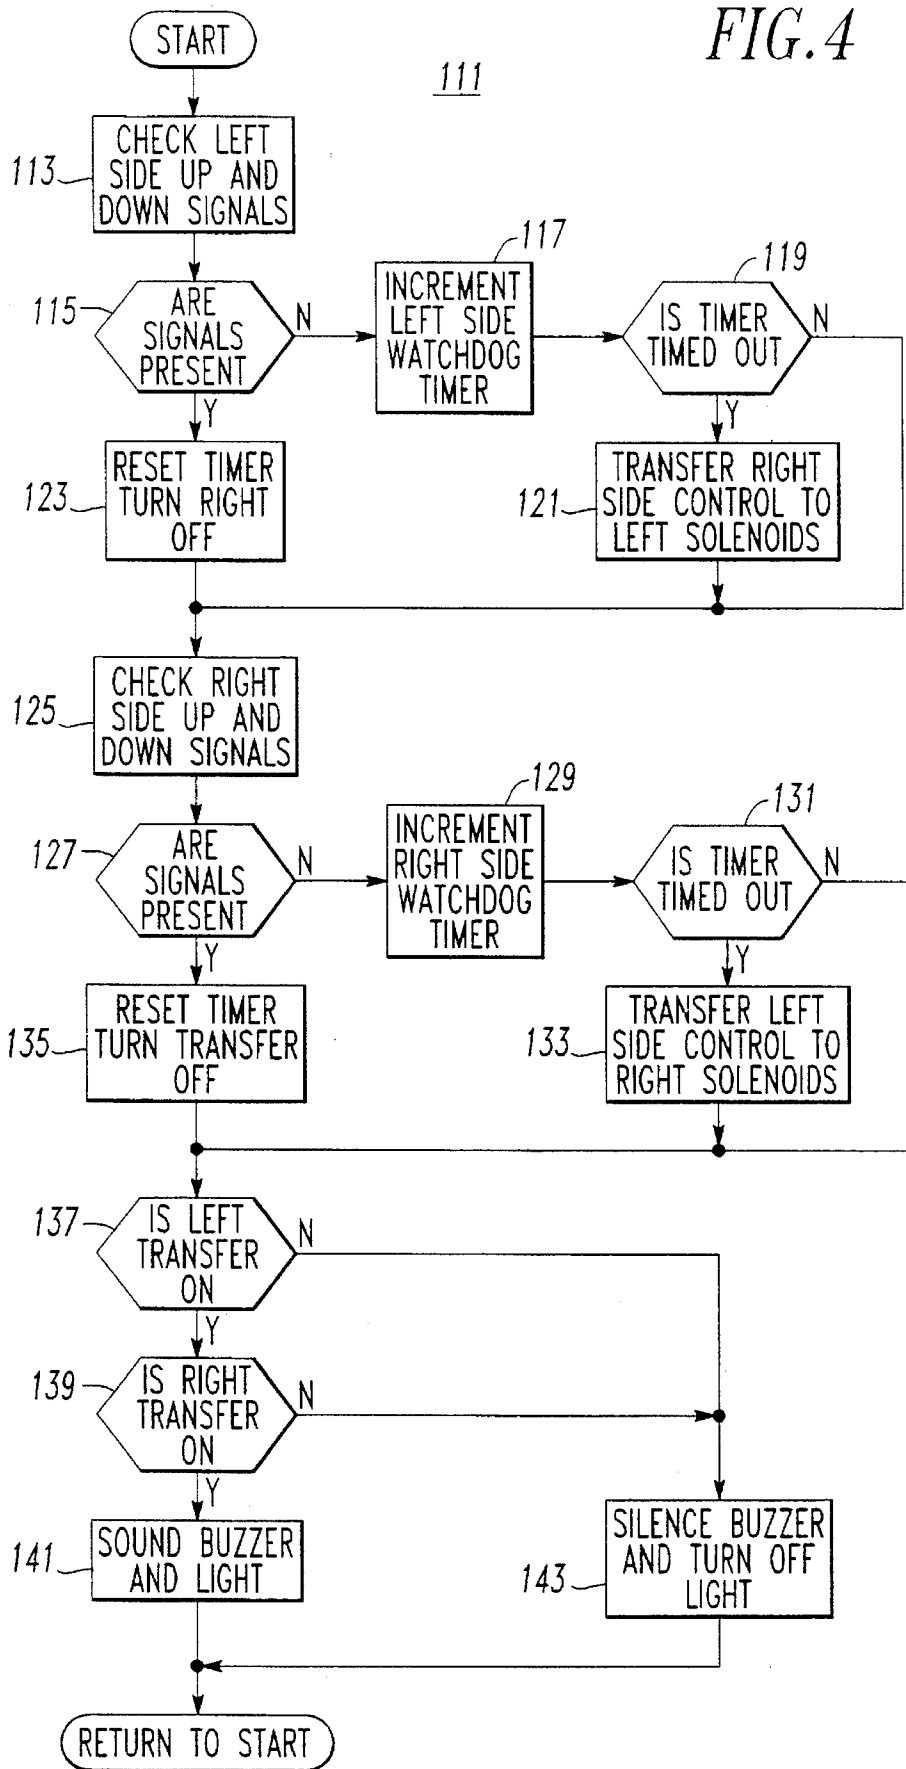 START
FIG.4
111
113
CHECK LEFT
SIDE UP AND
DOWN SIGNALS
115
ARE
SIGNALS
PRESENT
N
Y
117
INCREMENT
LEFT SIDE
WATCHDOG
TIMER
119
IS TIMER
TIMED OUT
N
Y
123
RESET TIMER
TURN RIGHT
OFF
121
TRANSFER RIGHT
SIDE CONTROL TO
LEFT SOLENOIDS
125
CHECK RIGHT
SIDE UP AND
DOWN SIGNALS
127
ARE
SIGNALS
PRESENT
N
Y
129
INCREMENT
RIGHT SIDE
WATCHDOG
TIMER
131
IS TIMER
TIMED OUT
N
Y
135
RESET TIMER
TURN TRANSFER
OFF
133
TRANSFER LEFT
SIDE CONTROL TO
RIGHT SOLENOIDS
137
IS LEFT
TRANSFER
ON
N
Y
139
IS RIGHT
TRANSFER
ON
N
Y
141
SOUND BUZZER
AND LIGHT
143
SILENCE BUZZER
AND TURN OFF
LIGHT
RETURN TO START